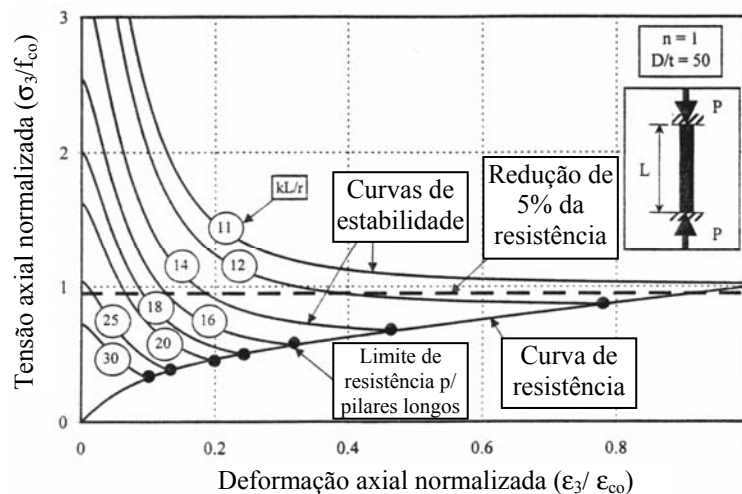 3
2
1
0
Tensão axial normalizada (σ₃/f_co)
n = 1
D/t = 50
P
L
P
kL/r
11
12
14
16
18
20
25
30
Curvas de
estabilidade
Redução de
5% da
resistência
Limite de
resistência p/
pilares longos
Curva de
resistência
0
0.2
0.4
0.6
0.8
Deformação axial normalizada (ε₃/ ε_co)